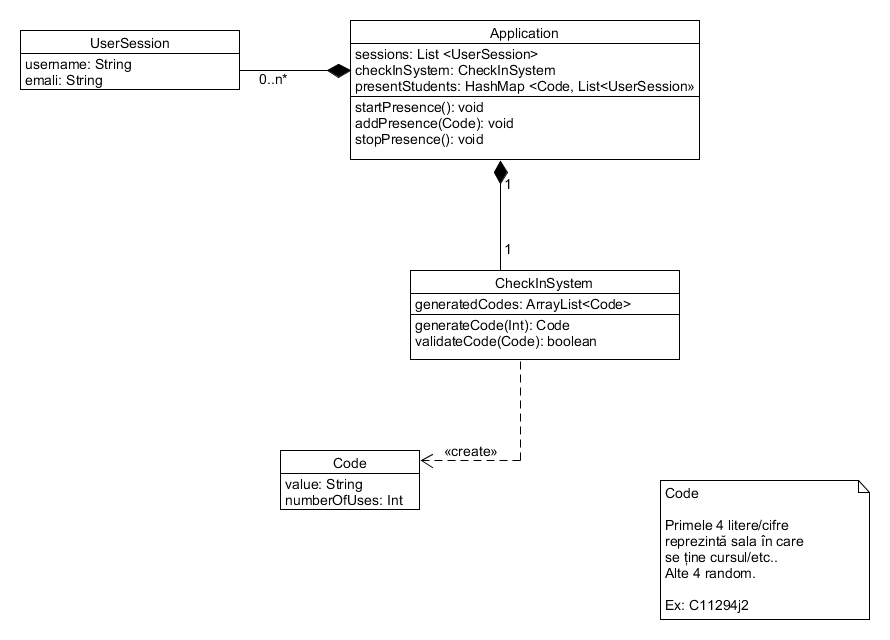 UserSession
username: String
emali: String
0..n*
Application
sessions: List <UserSession>
checkInSystem: CheckInSystem
presentStudents: HashMap <Code, List<UserSession»
startPresence(): void
addPresence(Code): void
stopPresence(): void
1
1
CheckInSystem
generatedCodes: ArrayList<Code>
generateCode(Int): Code
validateCode(Code): boolean
«create»
Code
value: String
numberOfUses: Int
Code
Primele 4 litere/cifre
reprezintă sala în care
se ține cursul/etc..
Alte 4 random.
Ex: C11294j2